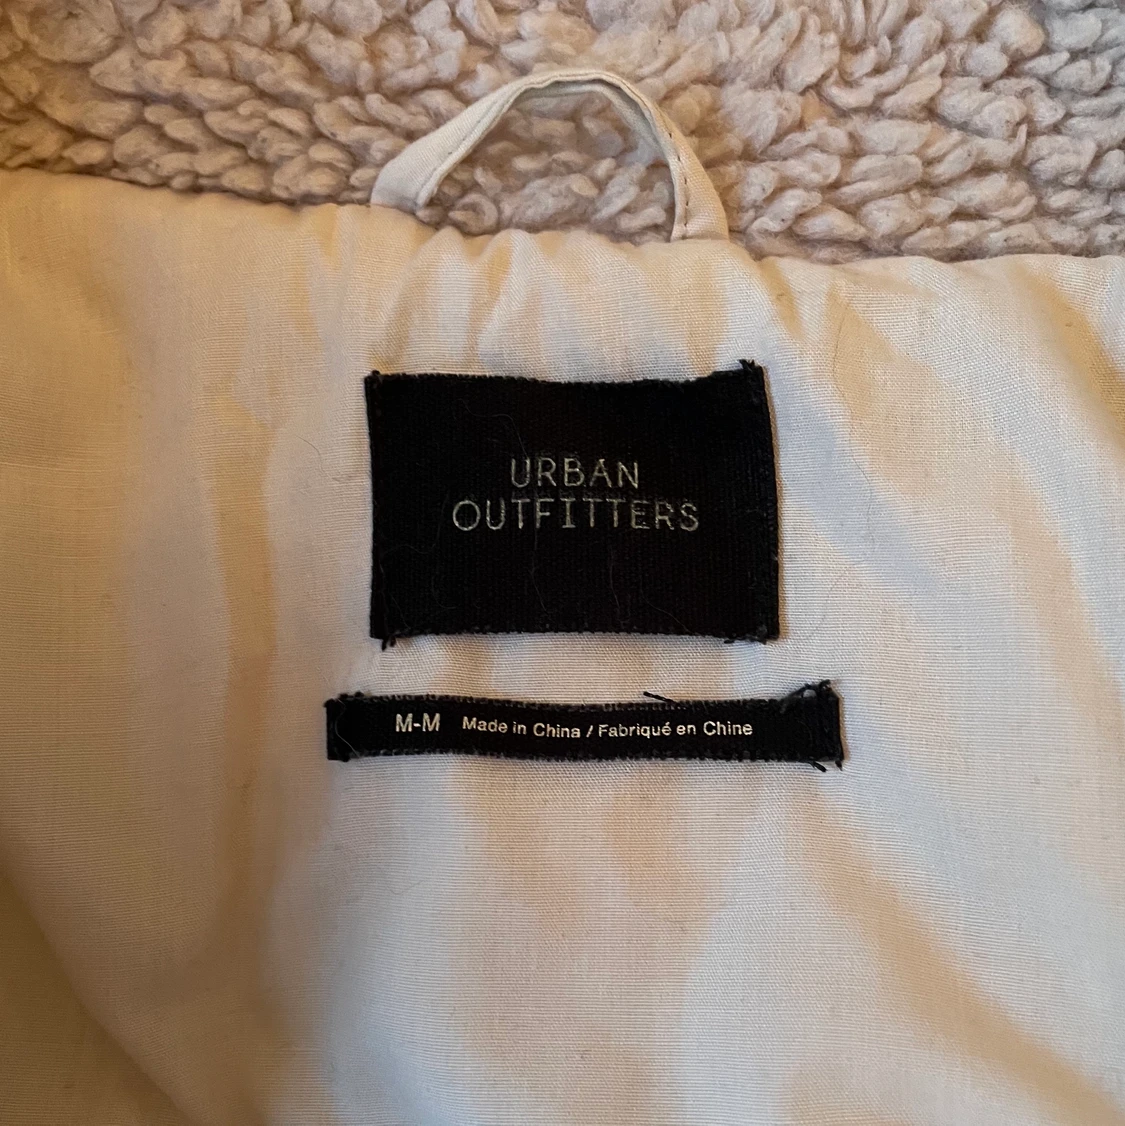 URBAN
OUTFITTERS
M-M Made in China / Fabriqué en Chine